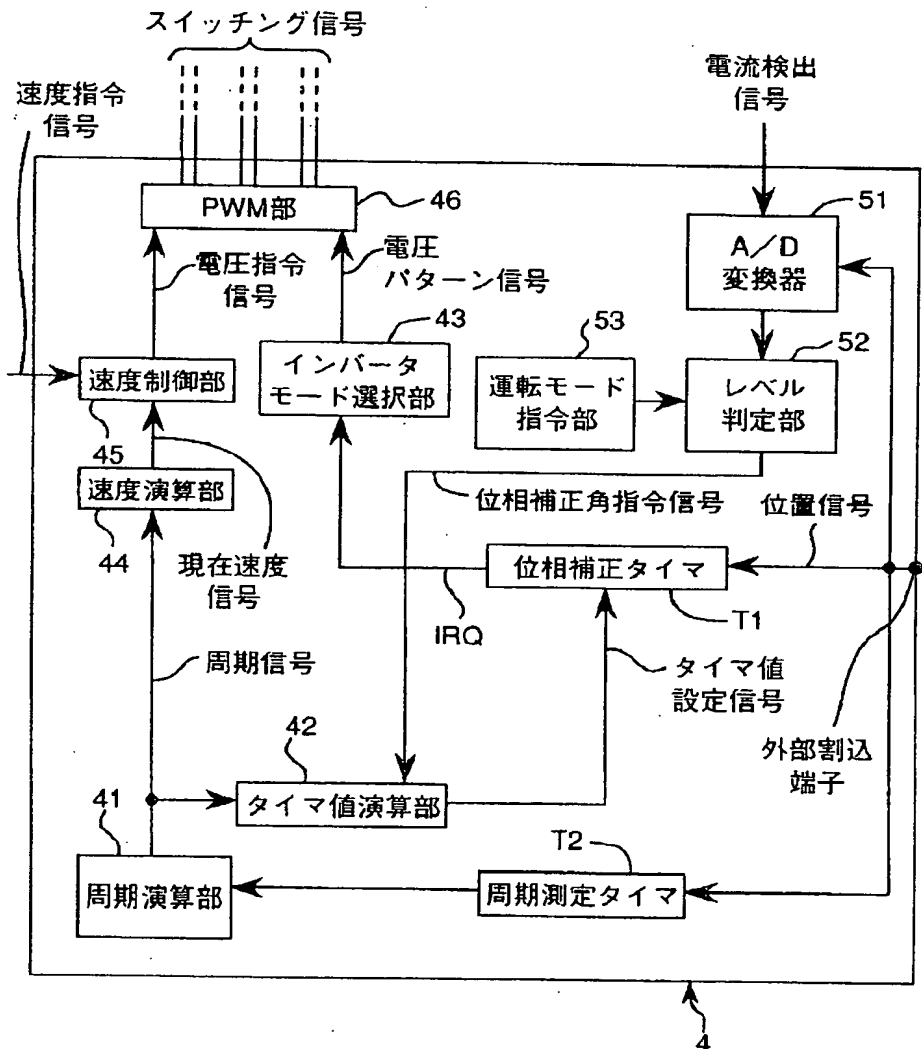 スイッチング信号
速度指令
信号
電流検出
信号
PWM部
46
51
A/D
変換器
電圧指令
信号
電圧
パターン信号
43
53
52
速度制御部
インバータ
モード選択部
運転モード
指令部
レベル
判定部
45
速度演算部
44
位相補正角指令信号
位置信号
現在速度
信号
位相補正タイマ
T1
IRQ
周期信号
タイマ値
設定信号
42
外部割込
端子
タイマ値演算部
41
T2
周期演算部
周期測定タイマ
4